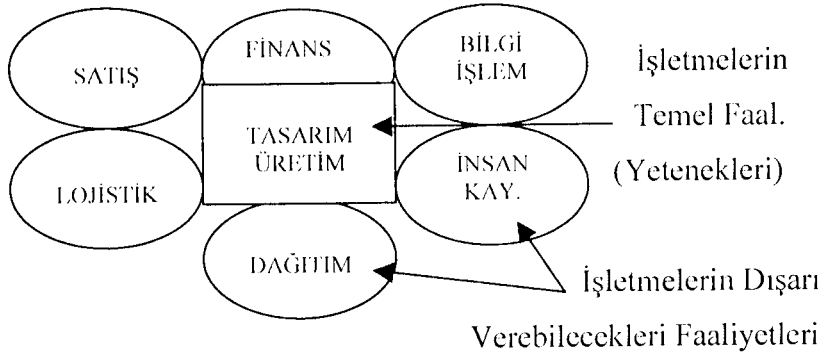 SATIŞ
FİNANS
BİLGİ
İŞLEM
TASARIM
ÜRETİM
LOJİSTİK
İNSAN
KAY.
DAĞITIM
İşletmelerin
Temel Faal.
(Yetenekleri)
İşletmelerin Dışarı
Verebilecekleri Faaliyetleri